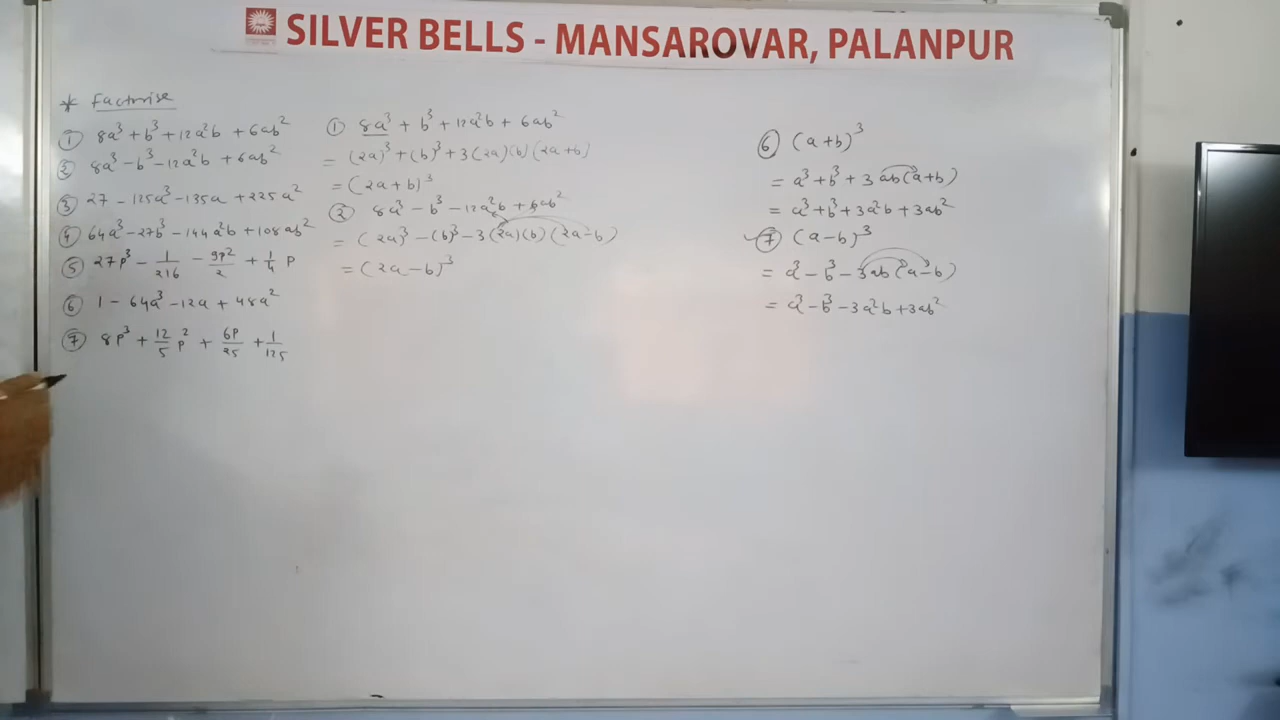 SILVER BELLS - MANSAROVAR, PALANPUR
* Factorise
① 8a³ + b³ + 12a²b + 6ab²
② 8a³ - b³ - 12a²b + 6ab²
③ 27 - 125a³ - 135a + 225a²
④ 64a³ - 27b³ - 144a²b + 108ab²
⑤ 27p³ - 1/216 - 9p²/2 + 1/4 p
⑥ 1 - 64a³ - 12a + 48a²
⑦ 8p³ + 12/5 p² + 6p/25 + 1/125
① 8a³ + b³ + 12a²b + 6ab²
= (2a)³ + (b)³ + 3(2a)(b)(2a+b)
= (2a+b)³
② 8a³ - b³ - 12a²b + 6ab²
= (2a)³ - (b)³ - 3(2a)(b)(2a-b)
= (2a-b)³
⑥ (a+b)³
= a³ + b³ + 3ab(a+b)
= a³ + b³ + 3a²b + 3ab²
✓⑦ (a-b)³
= a³ - b³ - 3ab(a-b)
= a³ - b³ - 3a²b + 3ab²